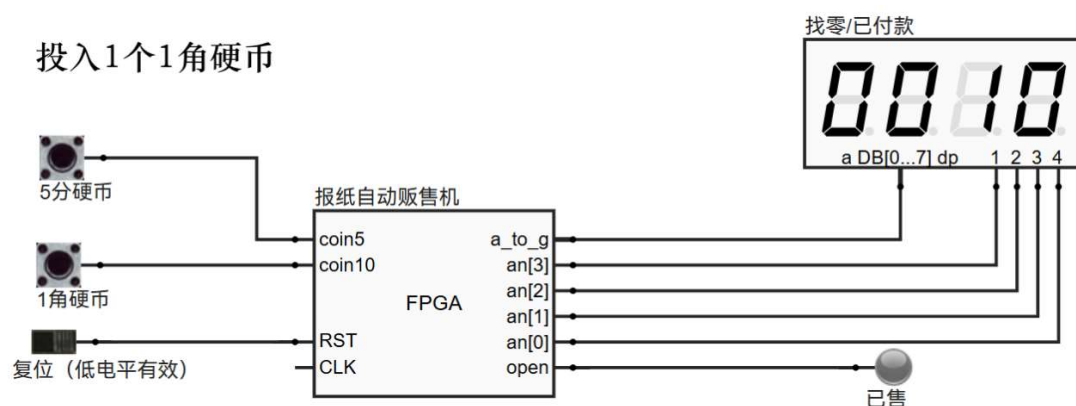 找零/已付款
投入1个1角硬币
0010
a DB[0...7] dp 1 2 3 4
5分硬币
报纸自动贩售机
coin5 a_to_g
coin10 an[3]
1角硬币
FPGA an[2]
an[1]
RST an[0]
复位（低电平有效）
CLK open
已售